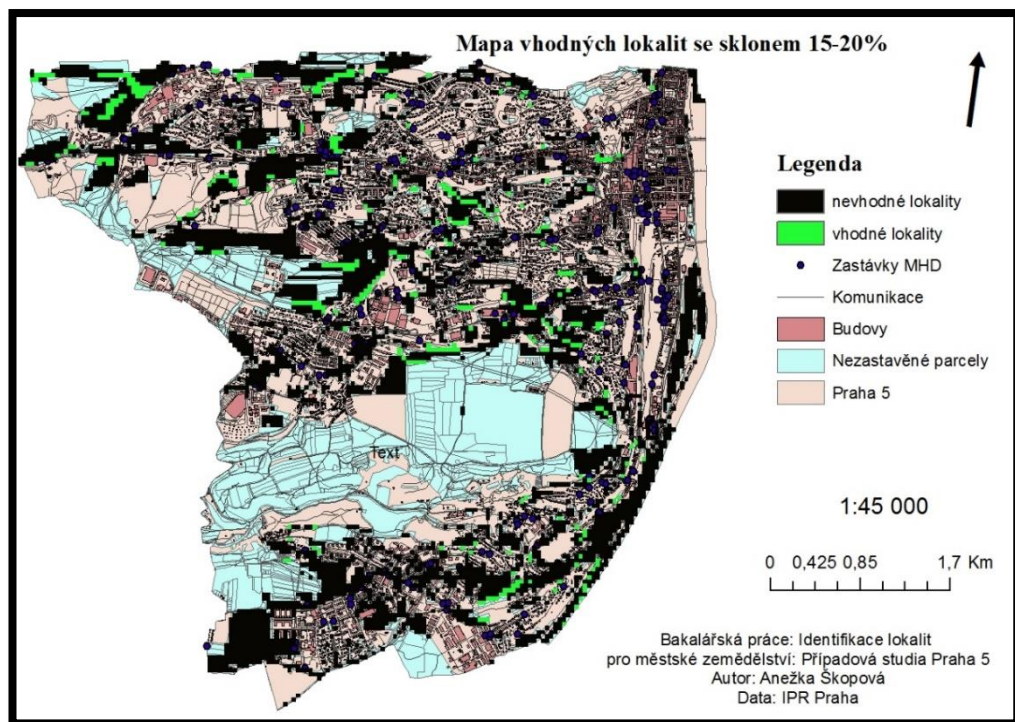 Mapa vhodných lokalit se sklonem 15-20%
Legenda
nevhodné lokality
vhodné lokality
Zastávky MHD
Komunikace
Budovy
Nezastavěné parcely
Praha 5
Text
1:45 000
0 0,425 0,85 1,7 Km
Bakalářská práce: Identifikace lokalit
pro městské zemědělství: Případová studia Praha 5
Autor: Anežka Škopová
Data: IPR Praha